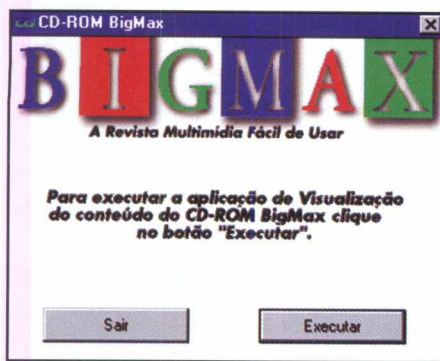 CD-ROM BigMax
BIGMAX
A Revista Multimídia Fácil de Usar
Para executar a aplicação de Visualização
do conteúdo do CD-ROM BigMax clique
no botão "Executar".
Sair
Executar